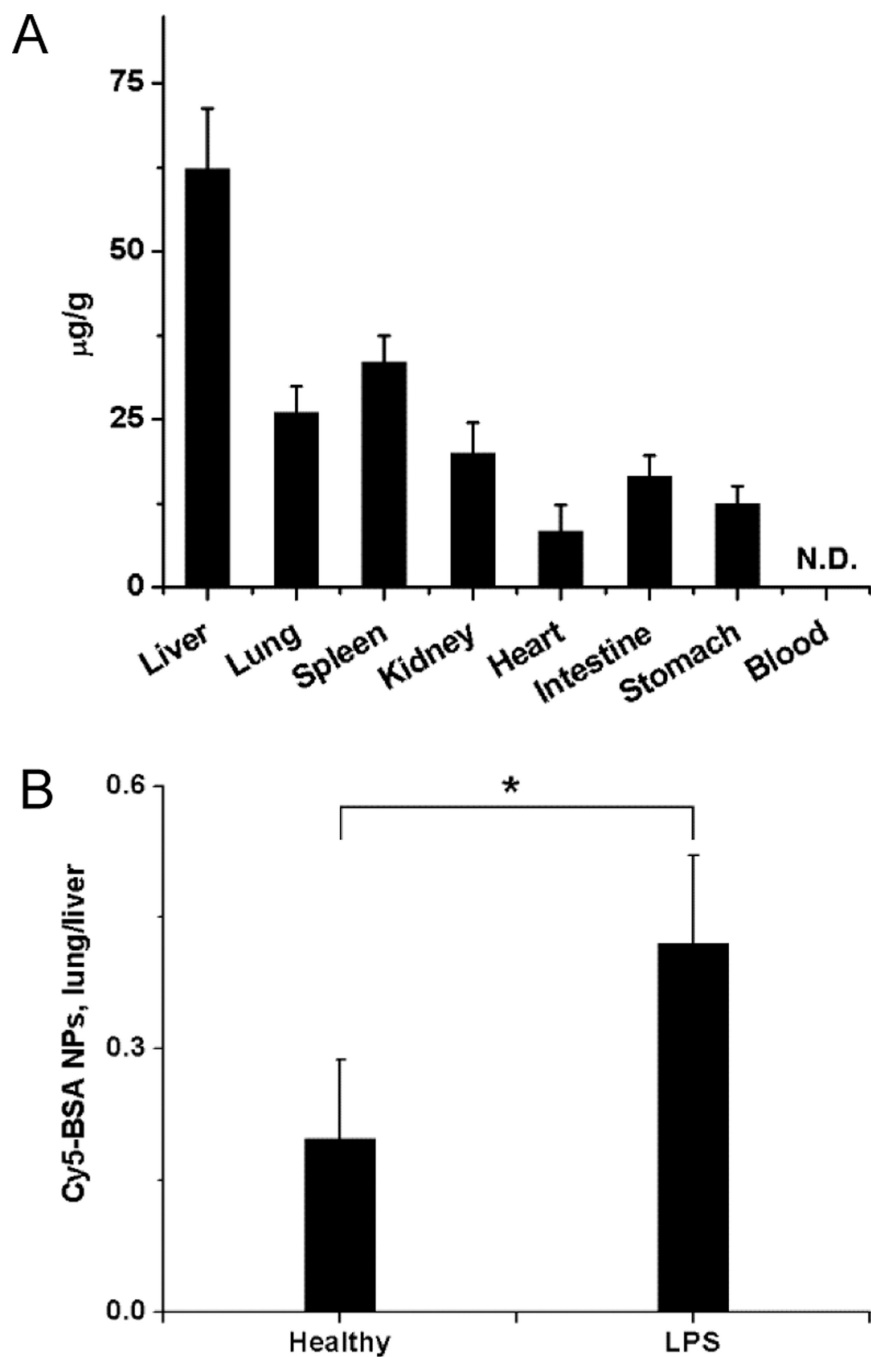 A
75
50
25
0
μg/g
N.D.
Liver
Lung
Spleen
Kidney
Heart
Intestine
Stomach
Blood
B
0.6
0.3
0.0
Cy5-BSA NPs, lung/liver
*
Healthy
LPS